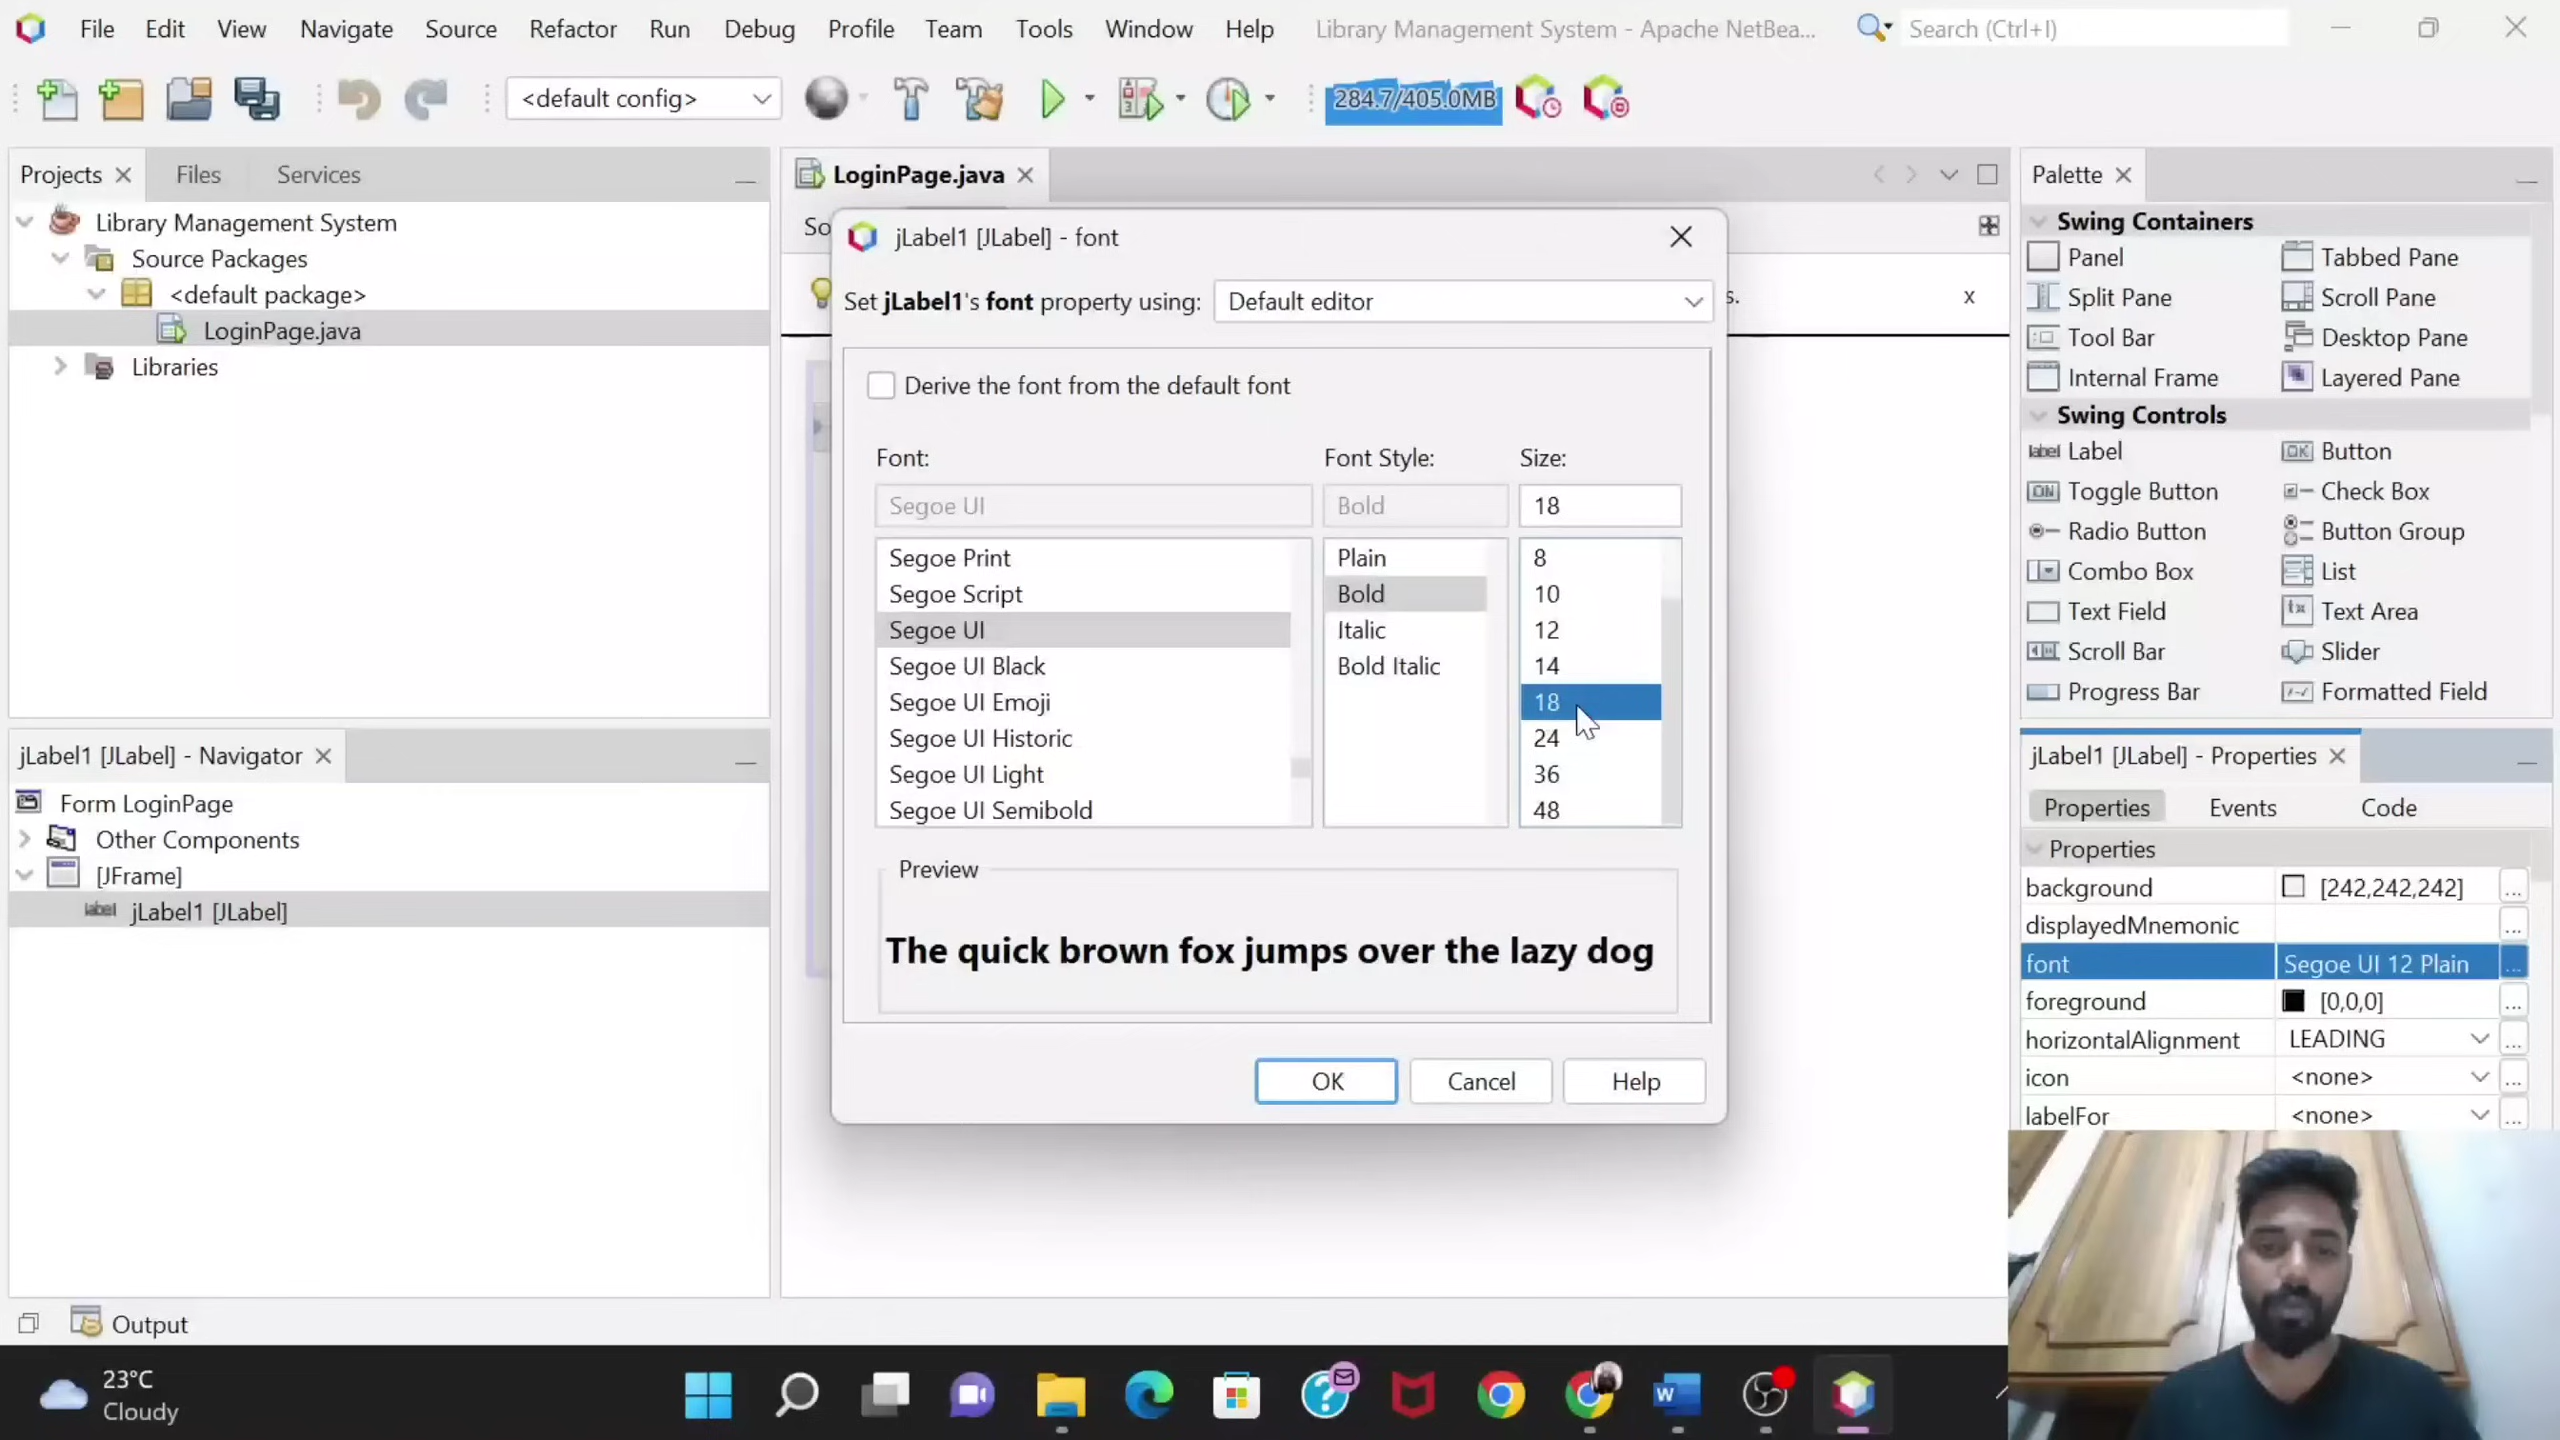 File Edit View Navigate Source Refactor Run Debug Profile Team Tools Window Help Library Management System - Apache NetBea... Search (Ctrl+I)
<default config> 284.7/405.0MB
Projects Files Services
Library Management System
Source Packages
<default package>
LoginPage.java
Libraries
jLabel1 [JLabel] - Navigator
Form LoginPage
Other Components
[JFrame]
label jLabel1 [JLabel]
Output
LoginPage.java
So
jLabel1 [JLabel] - font
Set jLabel1's font property using: Default editor
s. x
Derive the font from the default font
Font: Font Style: Size:
Segoe UI Bold 18
Segoe Print Plain 8
Segoe Script Bold 10
Segoe UI Italic 12
Segoe UI Black Bold Italic 14
Segoe UI Emoji 18
Segoe UI Historic 24
Segoe UI Light 36
Segoe UI Semibold 48
Preview
The quick brown fox jumps over the lazy dog
OK Cancel Help
Palette
Swing Containers
Panel Tabbed Pane
Split Pane Scroll Pane
Tool Bar Desktop Pane
Internal Frame Layered Pane
Swing Controls
label Label OK Button
ON Toggle Button Check Box
Radio Button Button Group
Combo Box List
Text Field Text Area
Scroll Bar Slider
Progress Bar Formatted Field
jLabel1 [JLabel] - Properties
Properties Events Code
Properties
background [242,242,242] ...
displayedMnemonic ...
font Segoe UI 12 Plain ...
foreground [0,0,0] ...
horizontalAlignment LEADING ...
icon <none> ...
labelFor <none> ...
23°C
Cloudy